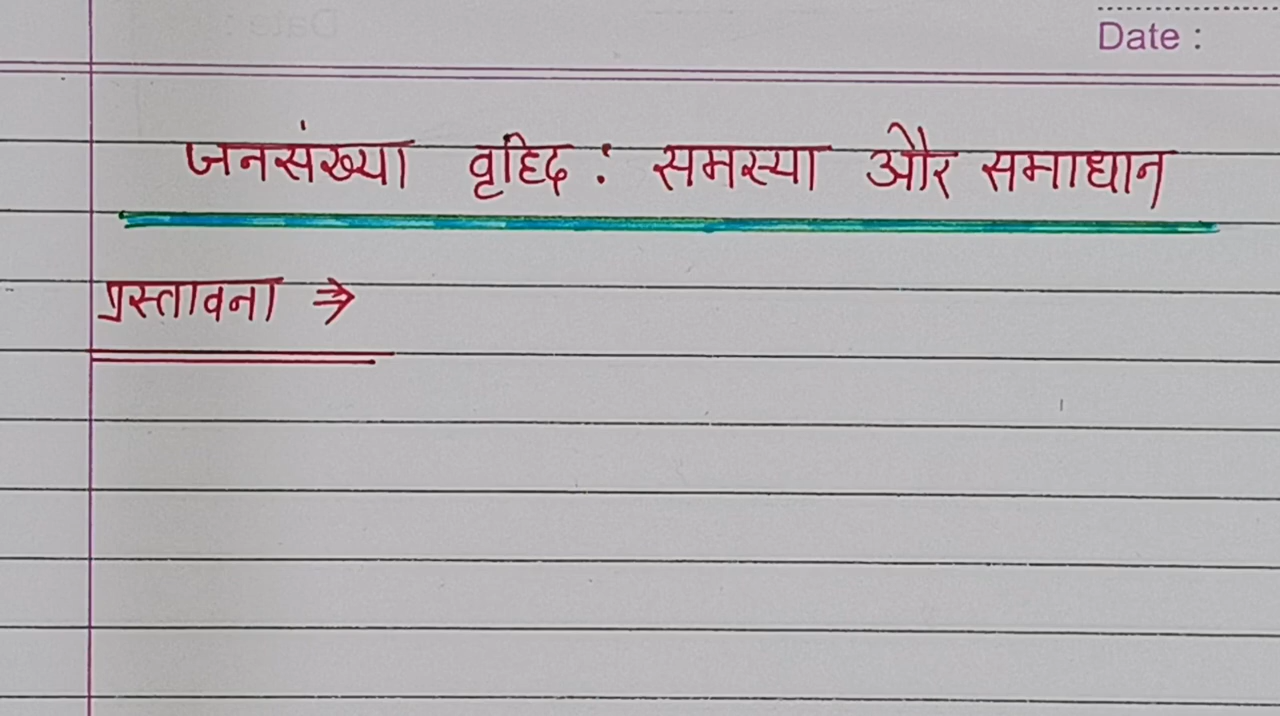 Date :
जनसंख्या वृद्धि : समस्या और समाधान
प्रस्तावना ⇒